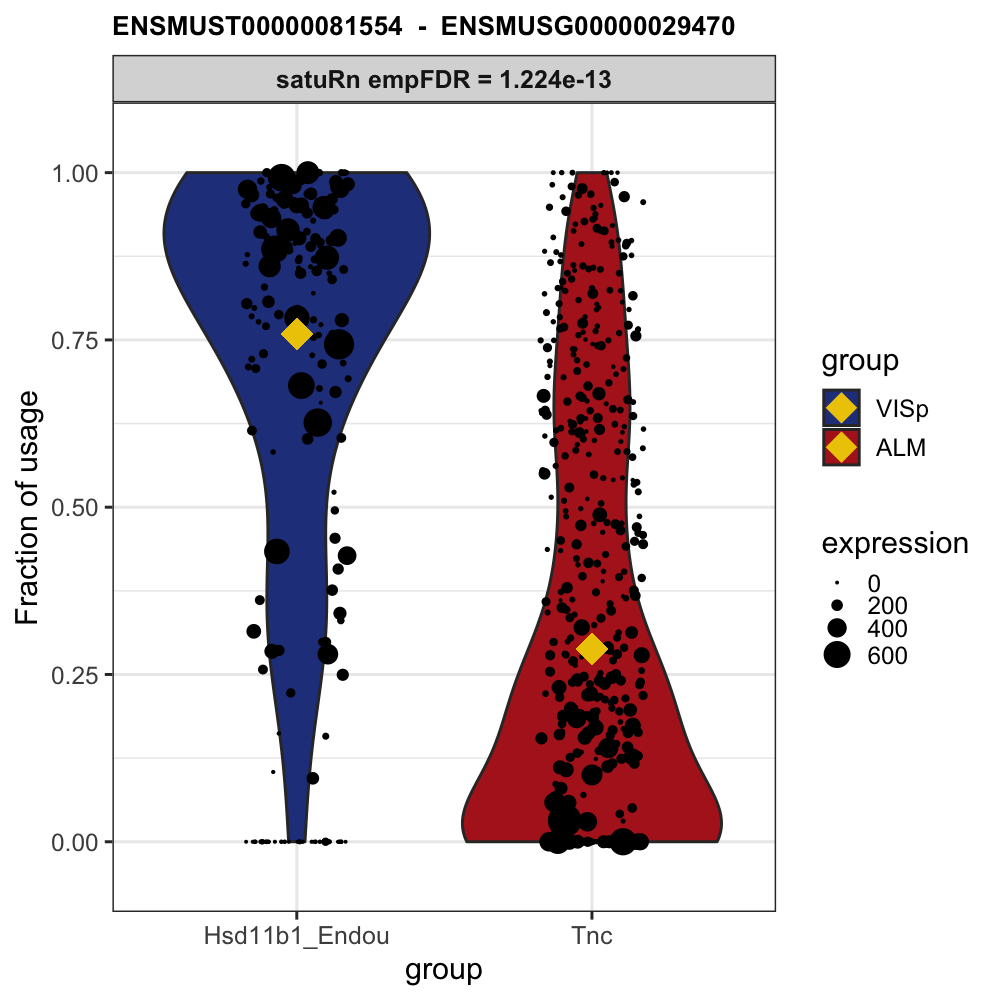 ENSMUST00000081554 - ENSMUSG00000029470
satuRn empFDR = 1.224e-13
Fraction of usage
1.00
0.75
0.50
0.25
0.00
Hsd11b1_Endou
Tnc
group
group
VISp
ALM
expression
0
200
400
600